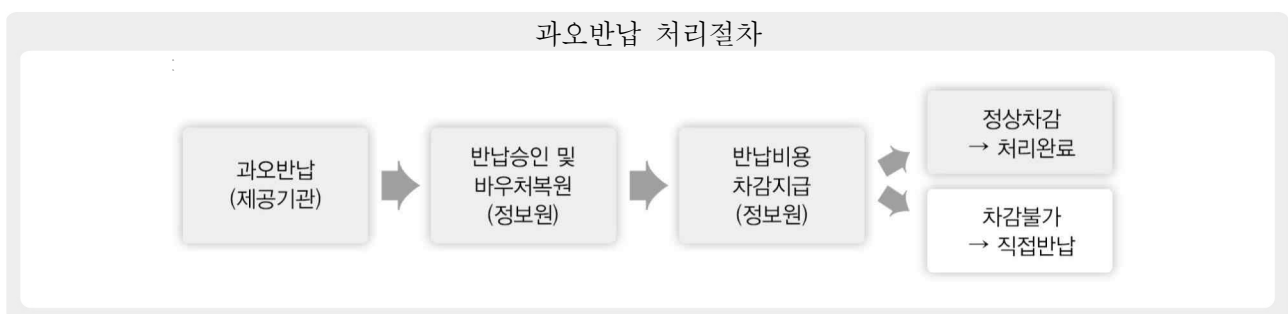 과오반납 처리절차
과오반납
(제공기관)
반납승인 및
바우처복원
(정보원)
반납비용
차감지급
(정보원)
정상차감
→ 처리완료
차감불가
→ 직접반납